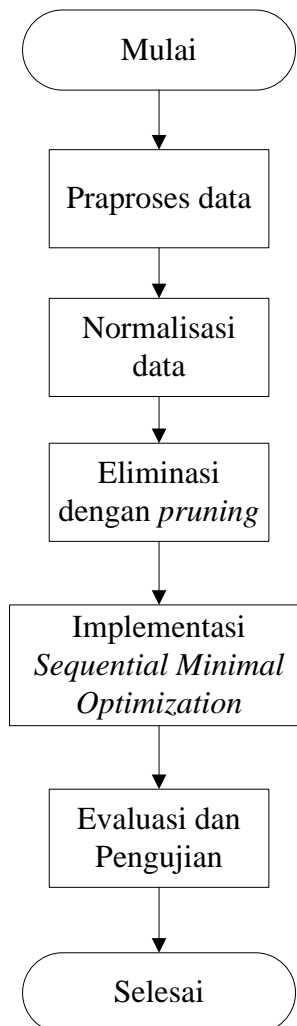 Mulai
Praproses data
Normalisasi
data
Eliminasi
dengan pruning
Implementasi
Sequential Minimal
Optimization
Evaluasi dan
Pengujian
Selesai